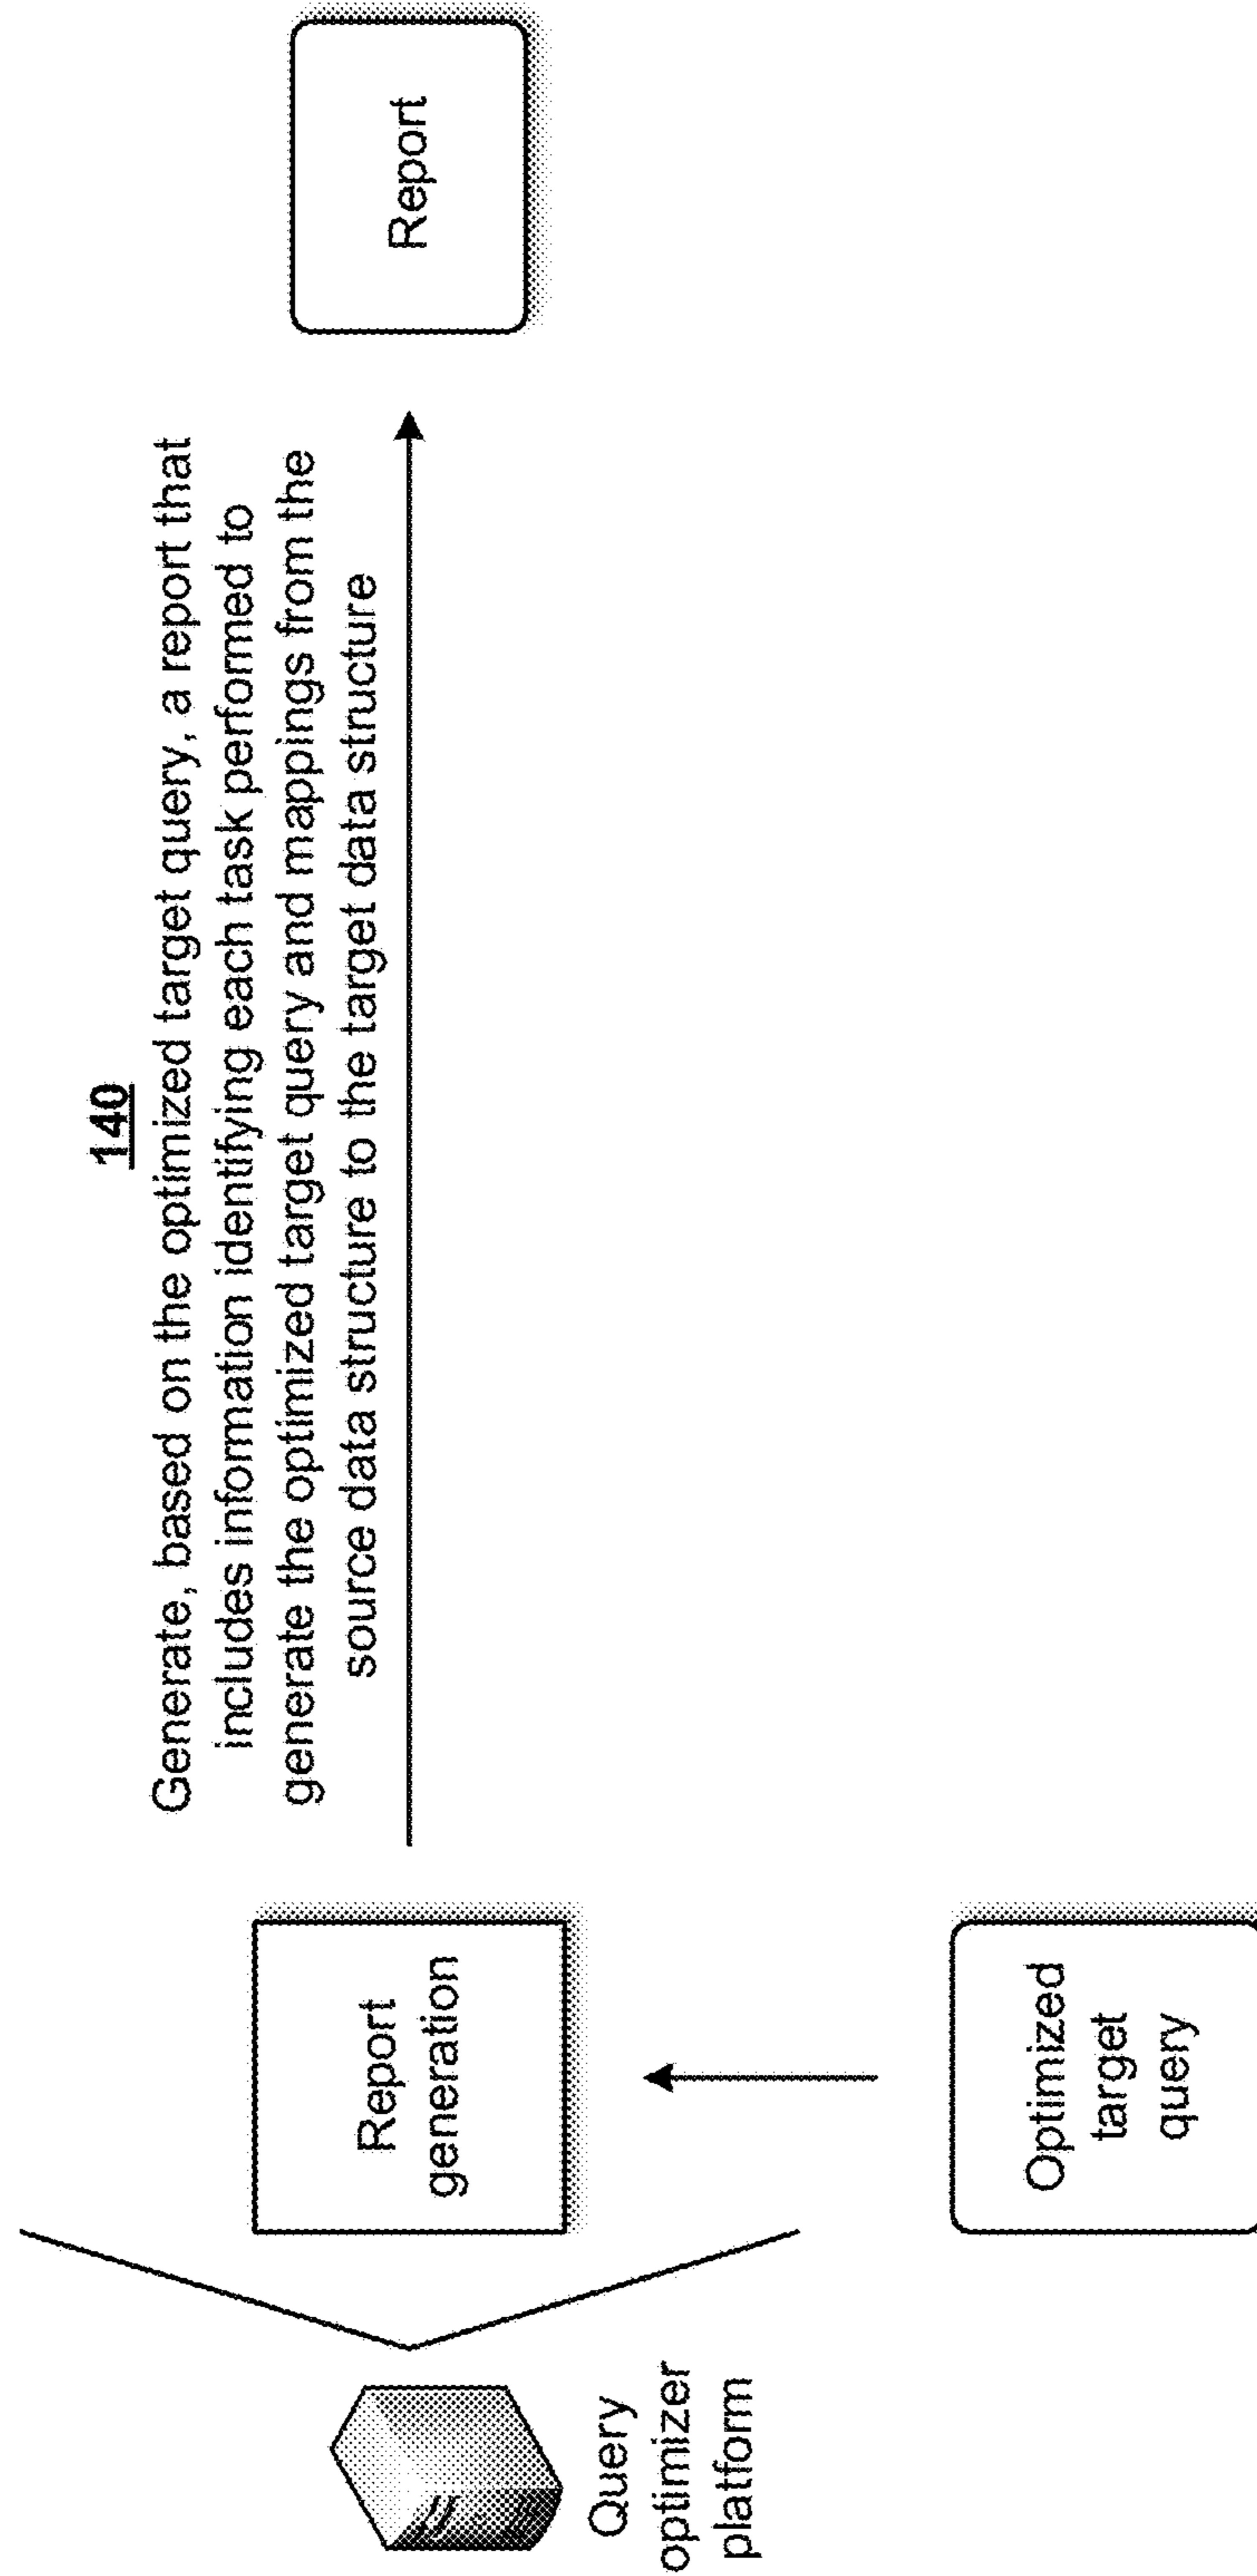 140
Generate, based on the optimized target query, a report that
includes information identifying each task performed to
generate the optimized target query and mappings from the
source data structure to the target data structure
Query
optimizer
platform
Report
generation
Report
Optimized
target
query